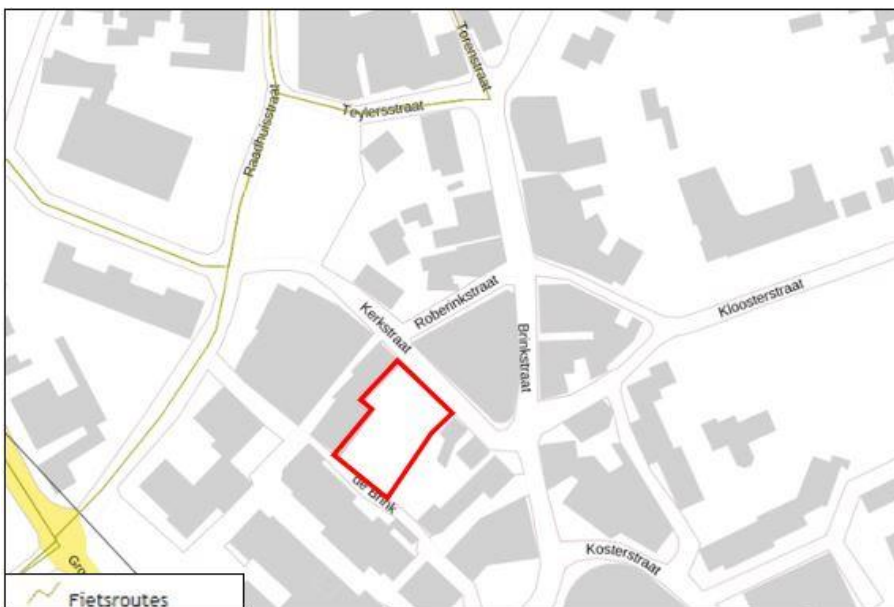 Torenstraat
Teylersstraat
Raadhuisstraat
Kloosterstraat
Roberinkstraat
Kerkstraat
Brinkstraat
de Brink
Kosterstraat
Fietsroutes